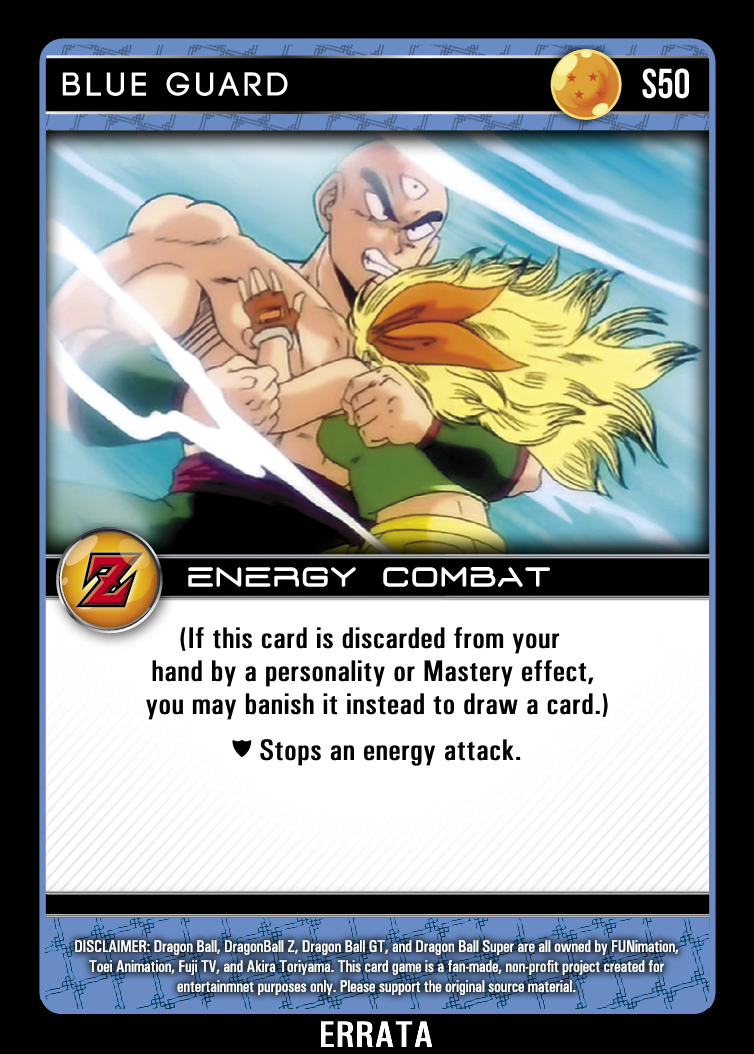 BLUE GUARD
S50
Z
ENERGY COMBAT
(If this card is discarded from your
hand by a personality or Mastery effect,
you may banish it instead to draw a card.)
Stops an energy attack.
DISCLAIMER: Dragon Ball, DragonBall Z, Dragon Ball GT, and Dragon Ball Super are all owned by FUNimation,
Toei Animation, Fuji TV, and Akira Toriyama. This card game is a fan-made, non-profit project created for
entertainmnet purposes only. Please support the original source material.
ERRATA